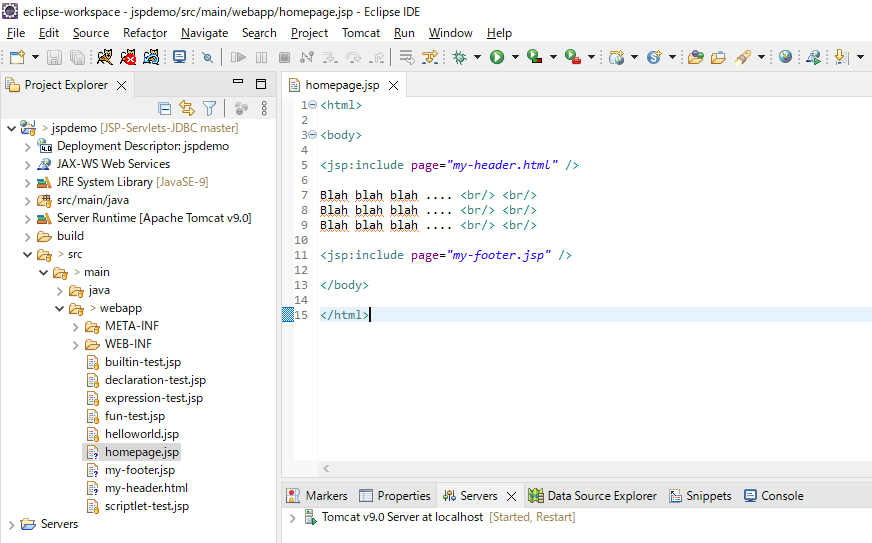 eclipse-workspace - jspdemo/src/main/webapp/homepage.jsp - Eclipse IDE
File Edit Source Refactor Navigate Search Project Tomcat Run Window Help
Project Explorer
> jspdemo [JSP-Servlets-JDBC master]
Deployment Descriptor: jspdemo
JAX-WS Web Services
JRE System Library [JavaSE-9]
src/main/java
Server Runtime [Apache Tomcat v9.0]
build
> src
> main
java
> webapp
META-INF
WEB-INF
builtin-test.jsp
declaration-test.jsp
expression-test.jsp
fun-test.jsp
helloworld.jsp
homepage.jsp
my-footer.jsp
my-header.html
scriptlet-test.jsp
Servers
homepage.jsp
1 <html>
2
3 <body>
4
5 <jsp:include page="my-header.html" />
6
7 Blah blah blah .... <br/> <br/>
8 Blah blah blah .... <br/> <br/>
9 Blah blah blah .... <br/> <br/>
10
11 <jsp:include page="my-footer.jsp" />
12
13 </body>
14
15 </html>
Markers Properties Servers Data Source Explorer Snippets Console
Tomcat v9.0 Server at localhost [Started, Restart]